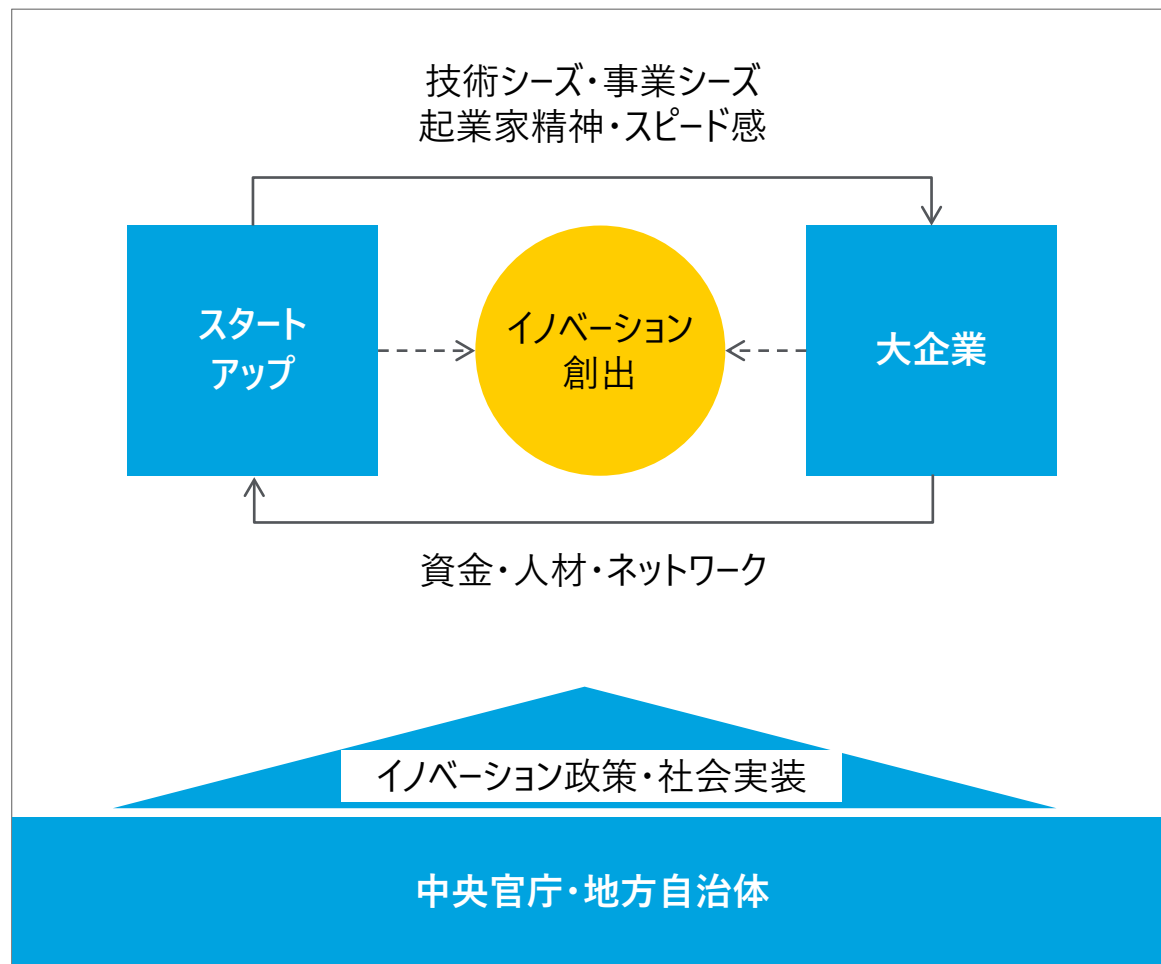 技術シーズ・事業シーズ
起業家精神・スピード感
スタート
アップ
イノベーション
創出
大企業
資金・人材・ネットワーク
イノベーション政策・社会実装
中央官庁・地方自治体